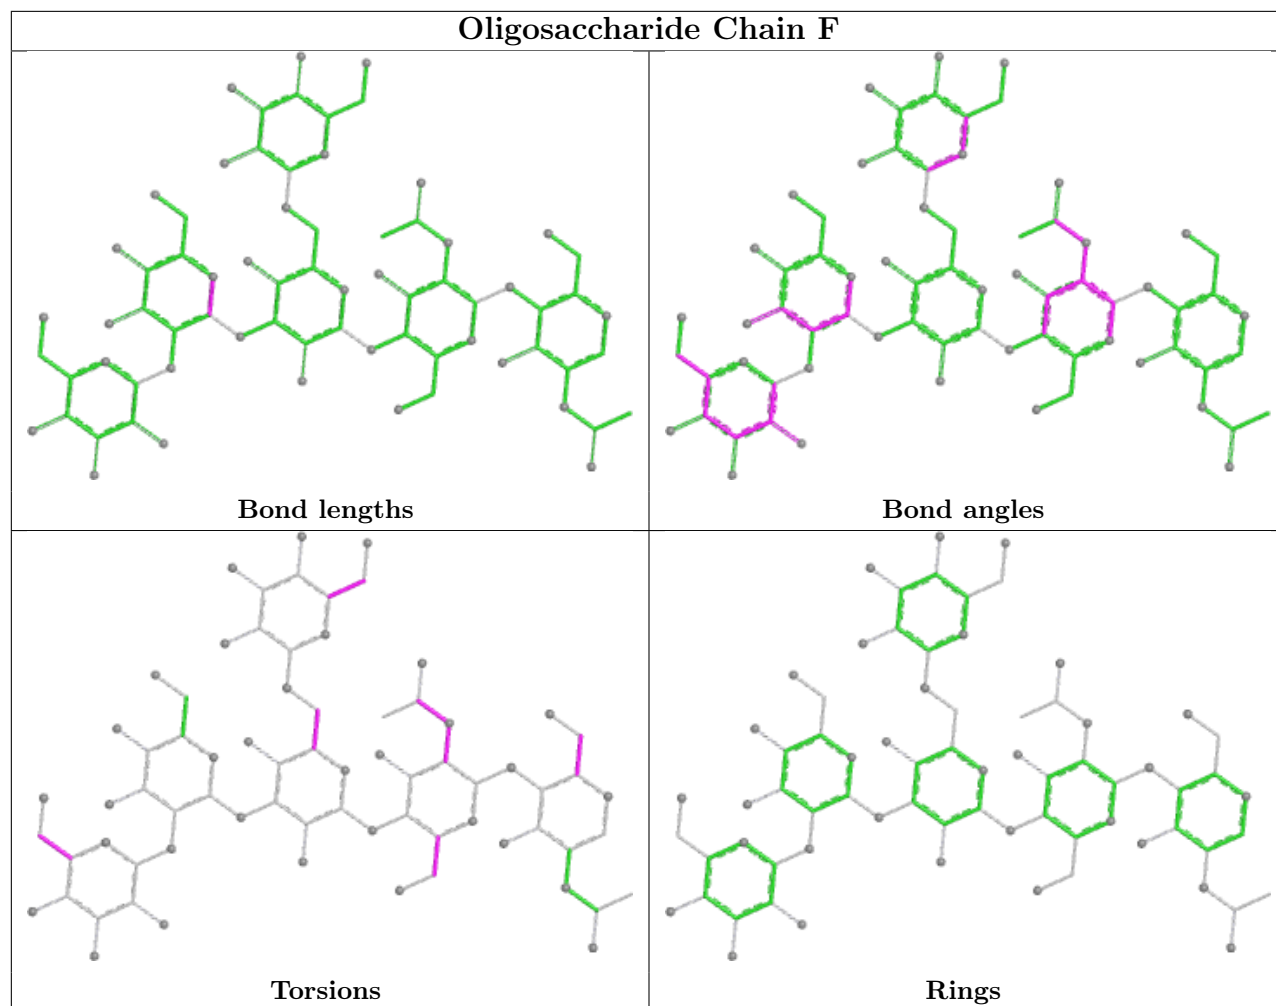 Oligosaccharide Chain F
Bond lengths
Bond angles
Torsions
Rings